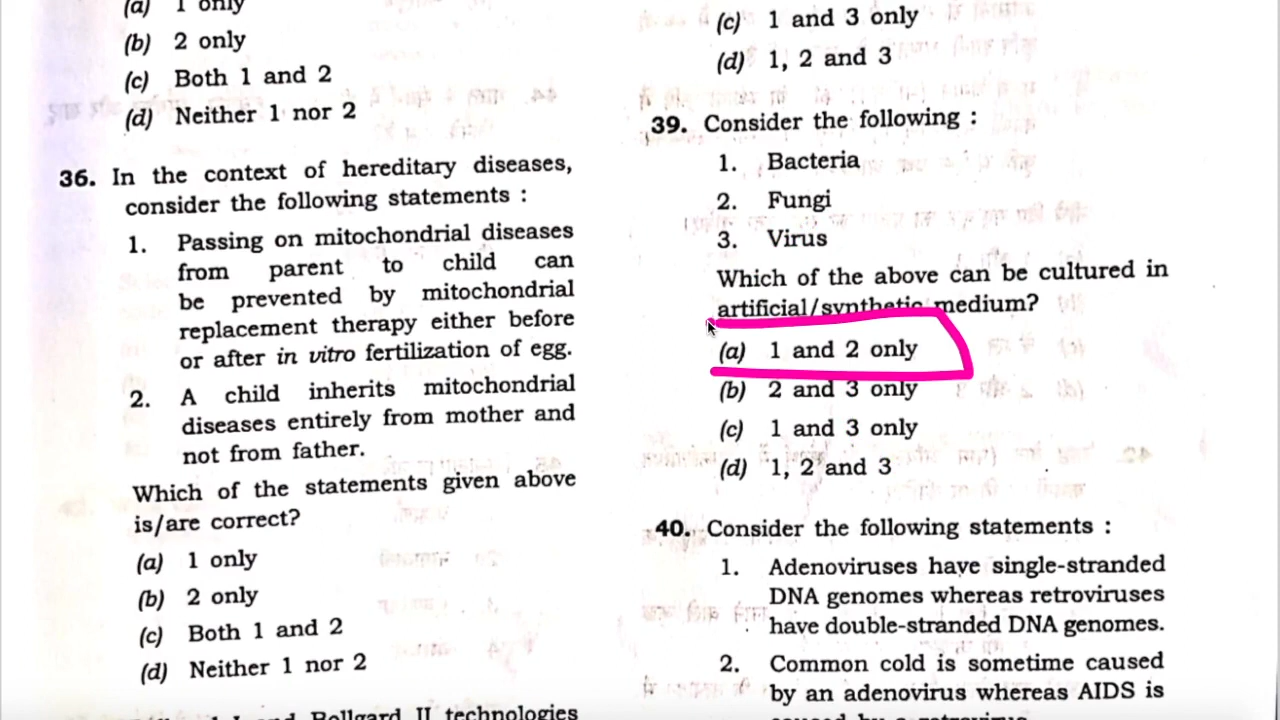 (a) 1 only
(b) 2 only
(c) Both 1 and 2
(d) Neither 1 nor 2
36. In the context of hereditary diseases,
consider the following statements :
1. Passing on mitochondrial diseases
from parent to child can
be prevented by mitochondrial
replacement therapy either before
or after in vitro fertilization of egg.
2. A child inherits mitochondrial
diseases entirely from mother and
not from father.
Which of the statements given above
is/are correct?
(a) 1 only
(b) 2 only
(c) Both 1 and 2
(d) Neither 1 nor 2
Bollgard II technologies
(c) 1 and 3 only
(d) 1, 2 and 3
39. Consider the following :
1. Bacteria
2. Fungi
3. Virus
Which of the above can be cultured in
artificial/synthetic medium?
(a) 1 and 2 only
(b) 2 and 3 only
(c) 1 and 3 only
(d) 1, 2 and 3
40. Consider the following statements :
1. Adenoviruses have single-stranded
DNA genomes whereas retroviruses
have double-stranded DNA genomes.
2. Common cold is sometime caused
by an adenovirus whereas AIDS is
caused by a retrovirus.